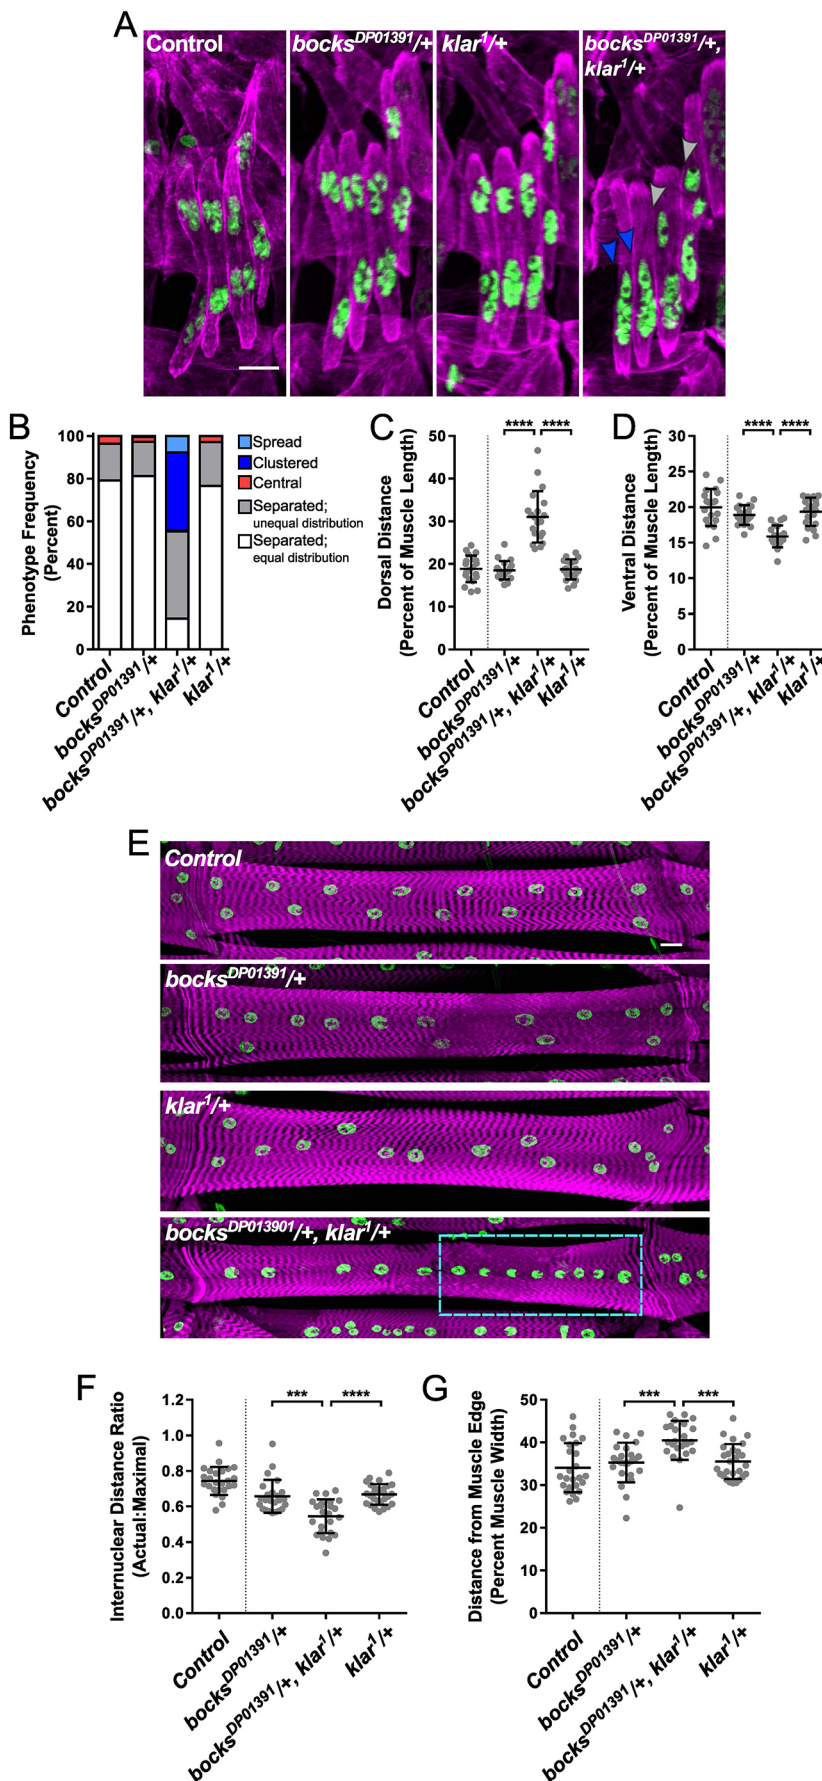 A
Control
bocks^DP01391/+
klar^1/+
bocks^DP01391/+,
klar^1/+
B
Phenotype Frequency
(Percent)
100
80
60
40
20
0
Control
bocks^DP01391/+
bocks^DP01391/+, klar^1/+
klar^1/+
Spread
Clustered
Central
Separated;
unequal distribution
Separated;
equal distribution
C
Dorsal Distance
(Percent of Muscle Length)
50
40
30
20
10
0
****
****
Control
bocks^DP01391/+
bocks^DP01391/+, klar^1/+
klar^1/+
D
Ventral Distance
(Percent of Muscle Length)
30
25
20
15
10
5
0
****
****
Control
bocks^DP01391/+
bocks^DP01391/+, klar^1/+
klar^1/+
E
Control
bocks^DP01391/+
klar^1/+
bocks^DP013901/+, klar^1/+
F
Internuclear Distance Ratio
(Actual:Maximal)
1.2
1.0
0.8
0.6
0.4
0.2
0.0
***
****
Control
bocks^DP01391/+
bocks^DP01391/+, klar^1/+
klar^1/+
G
Distance from Muscle Edge
(Percent Muscle Width)
50
40
30
20
10
0
***
***
Control
bocks^DP01391/+
bocks^DP01391/+, klar^1/+
klar^1/+